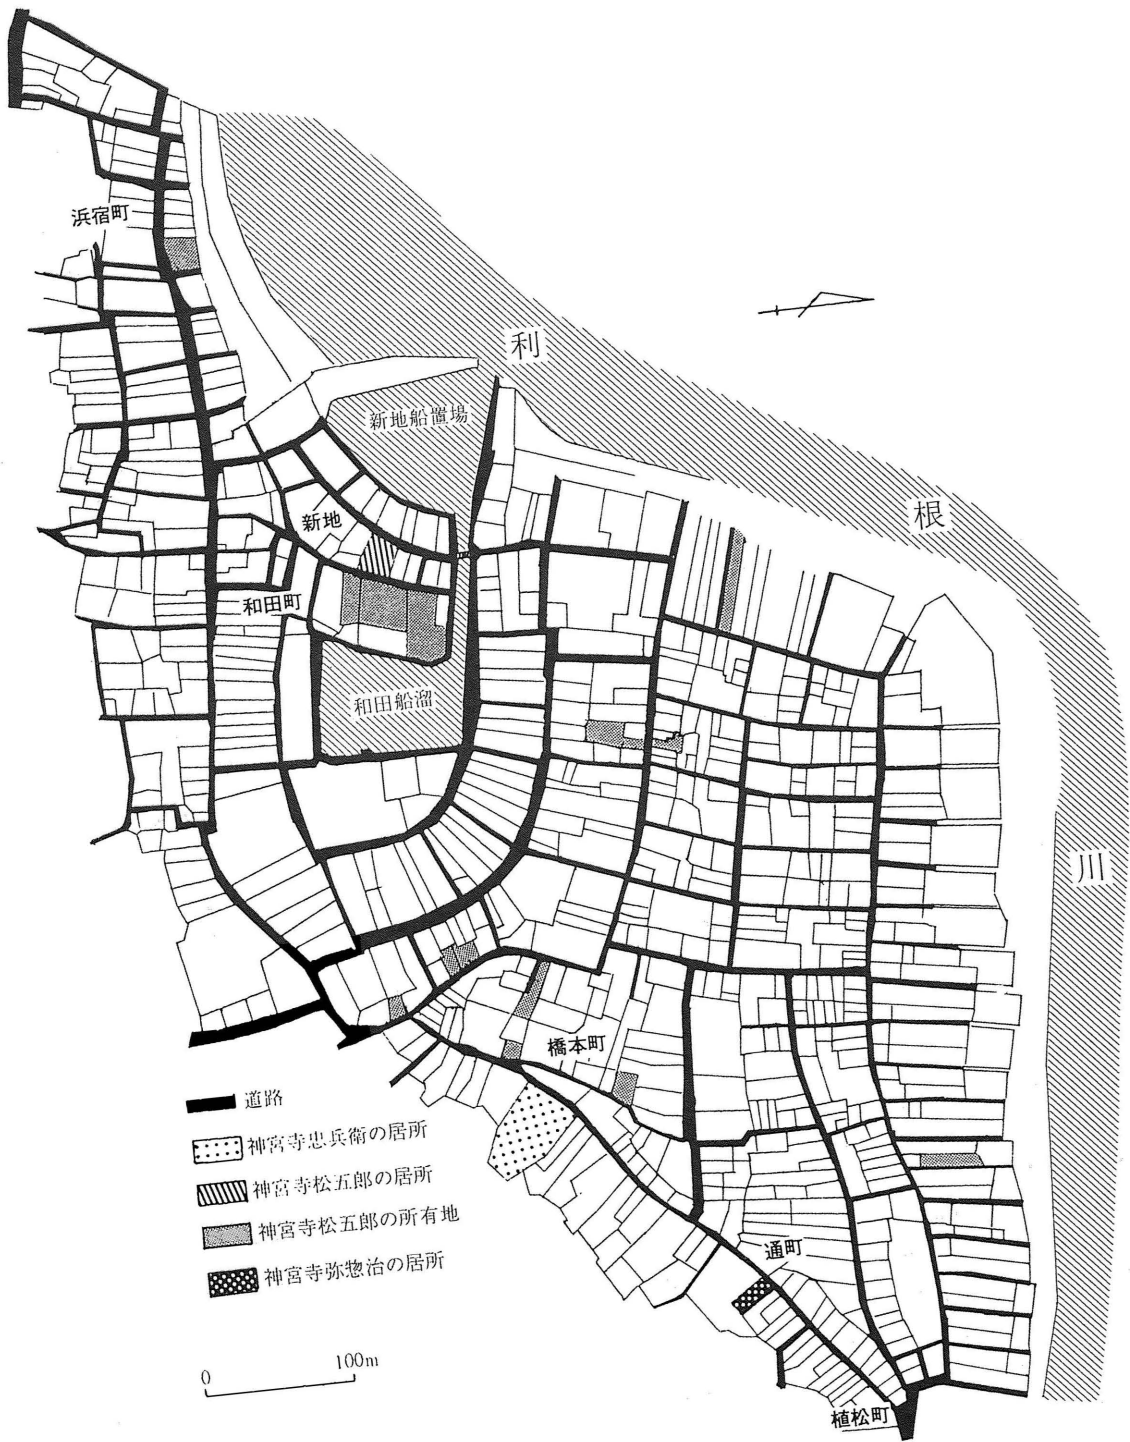 浜宿町
利
新地船置場
根
新地
和田町
和田船溜
川
橋本町
道路
神宮寺忠兵衛の居所
神宮寺松五郎の居所
神宮寺松五郎の所有地
神宮寺弥惣治の居所
通町
0 100m
植松町